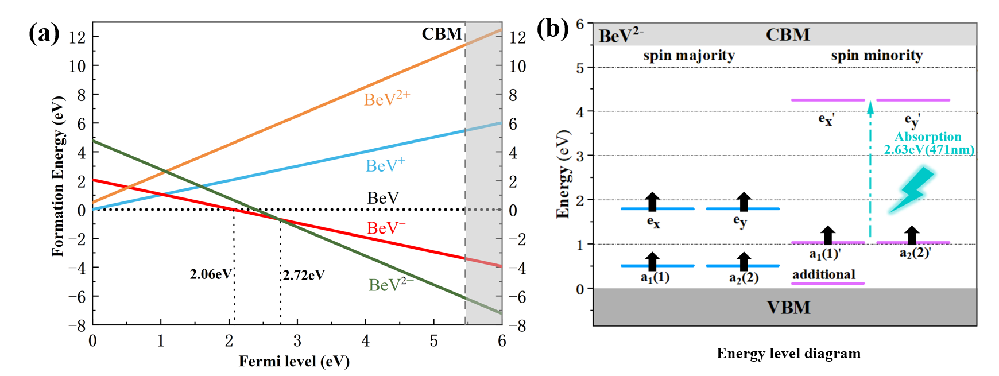 (a)
Formation Energy (eV)
12
10
8
6
4
2
0
−2
−4
−6
−8
CBM
BeV²⁺
BeV⁺
BeV
BeV⁻
BeV²⁻
2.06eV
2.72eV
12
10
8
6
4
2
0
−2
−4
−6
−8
0 1 2 3 4 5 6
Fermi level (eV)
(b)
Energy (eV)
6
5
4
3
2
1
0
BeV²⁻
CBM
spin majority spin minority
eₓ' e_y'
Absorption
2.63eV(471nm)
eₓ e_y
a₁(1)' a₂(2)'
a₁(1) a₂(2) additional
VBM
Energy level diagram